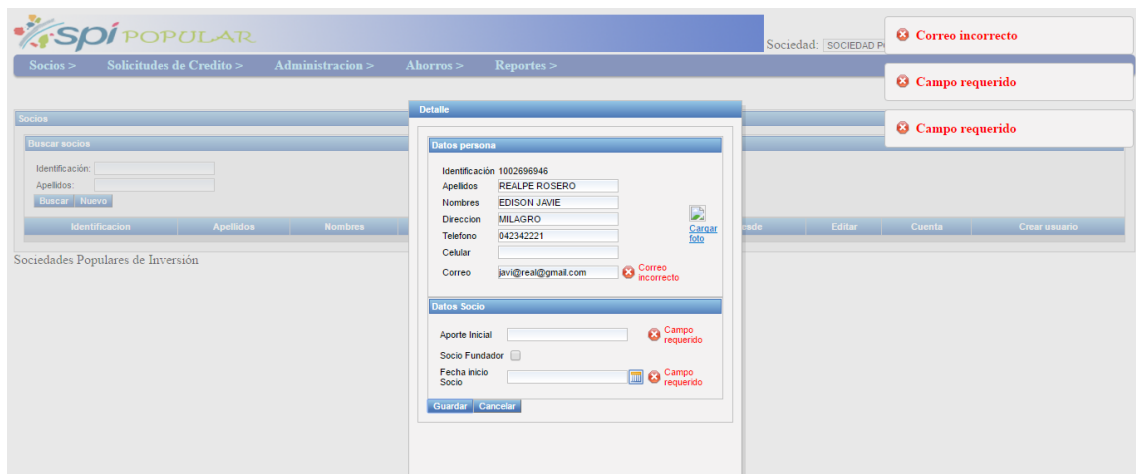 spi POPULAR
Sociedad: SOCIEDAD
Socios > Solicitudes de Credito > Administracion > Ahorros > Reportes >
Correo incorrecto
Campo requerido
Campo requerido
Socios
Buscar socios
Identificación:
Apellidos:
Buscar Nuevo
Identificacion Apellidos Nombres Editar Cuenta Crear usuario
Sociedades Populares de Inversión
Detalle
Datos persona
Identificación 1002696946
Apellidos REALPE ROSERO
Nombres EDISON JAVIE
Direccion MILAGRO
Telefono 042342221
Celular
Correo javi@real@gmail.com Correo
incorrecto
Cargar
foto
Datos Socio
Aporte Inicial Campo
requerido
Socio Fundador
Fecha inicio
Socio
Campo
requerido
Guardar Cancelar